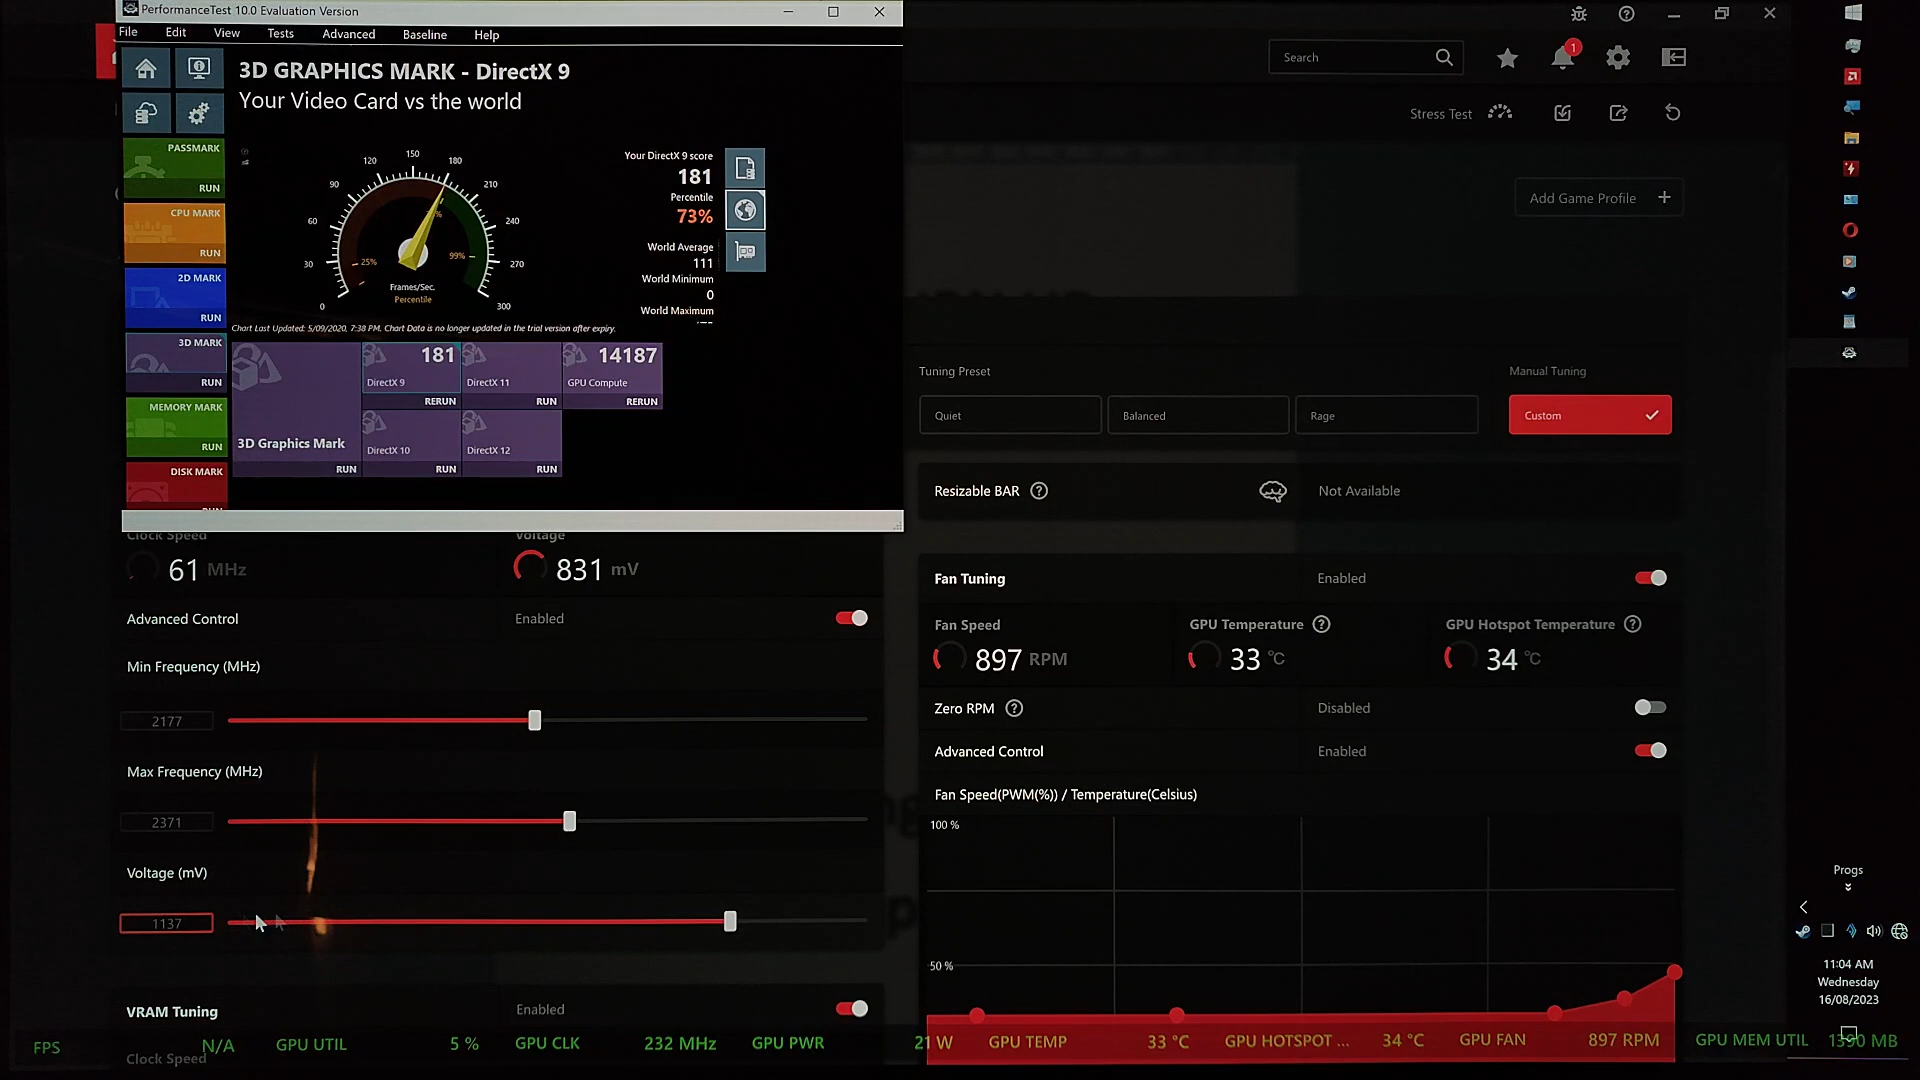 PerformanceTest 10.0 Evaluation Version
File Edit View Tests Advanced Baseline Help
3D GRAPHICS MARK - DirectX 9
Your Video Card vs the world
PASSMARK
RUN
CPU MARK
RUN
2D MARK
RUN
3D MARK
RUN
MEMORY MARK
RUN
DISK MARK
0
30
60
90
120
150
180
210
240
270
300
25%
99%
Frames/Sec.
Percentile
Your DirectX 9 score
181
Percentile
73%
World Average
111
World Minimum
0
World Maximum
Chart Last Updated: 5/09/2020, 7:38 PM. Chart Data is no longer updated in the trial version after expiry.
3D Graphics Mark
RUN
181
DirectX 9
RERUN
DirectX 11
RUN
14187
GPU Compute
RERUN
DirectX 10
RUN
DirectX 12
RUN
Search
1
Stress Test
Add Game Profile
Tuning Preset
Manual Tuning
Quiet
Balanced
Rage
Custom
Resizable BAR
Not Available
Clock Speed
61 MHz
Voltage
831 mV
Advanced Control
Enabled
Min Frequency (MHz)
2177
Max Frequency (MHz)
2371
Voltage (mV)
1137
VRAM Tuning
Enabled
Clock Speed
Fan Tuning
Enabled
Fan Speed
897 RPM
GPU Temperature
33 °C
GPU Hotspot Temperature
34 °C
Zero RPM
Disabled
Advanced Control
Enabled
Fan Speed(PWM(%)) / Temperature(Celsius)
100 %
50 %
FPS N/A GPU UTIL 5 % GPU CLK 232 MHz GPU PWR 21 W GPU TEMP 33 °C GPU HOTSPOT ... 34 °C GPU FAN 897 RPM GPU MEM UTIL 1390 MB
Progs
11:04 AM
Wednesday
16/08/2023